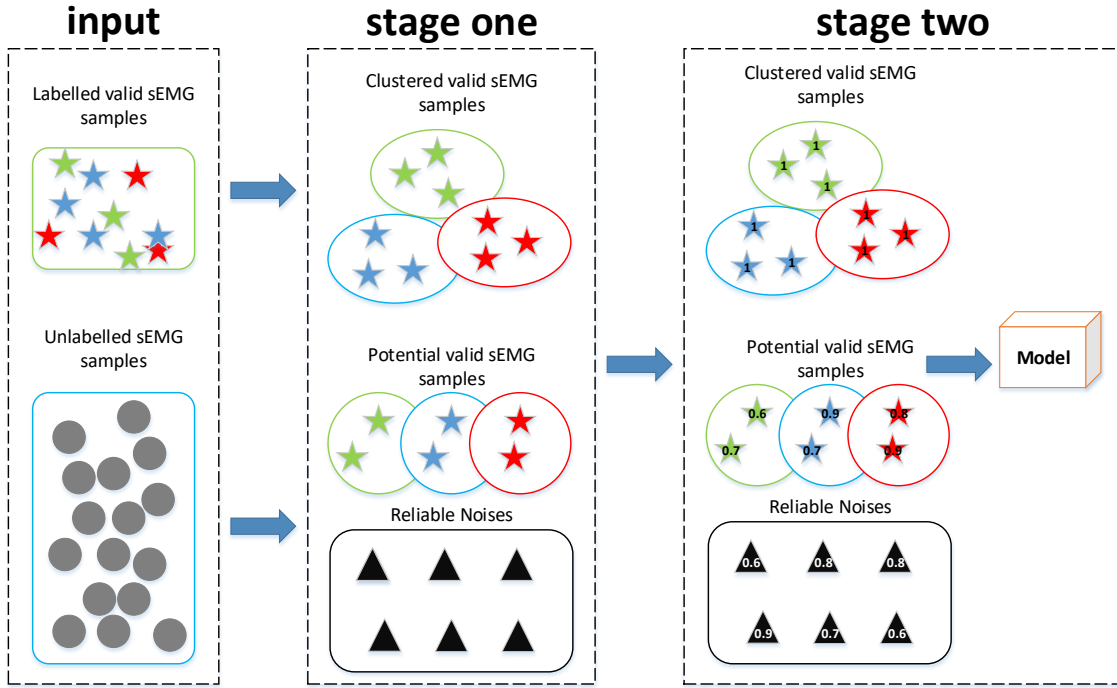 input
stage one
stage two
Labelled valid sEMG
samples
Clustered valid sEMG
samples
Clustered valid sEMG
samples
1
1
1
1
1
1
1
1
1
Unlabelled sEMG
samples
Potential valid sEMG
samples
Potential valid sEMG
samples
Model
0.6
0.9
0.8
0.7
0.7
0.9
Reliable Noises
Reliable Noises
0.6
0.8
0.8
0.9
0.7
0.6